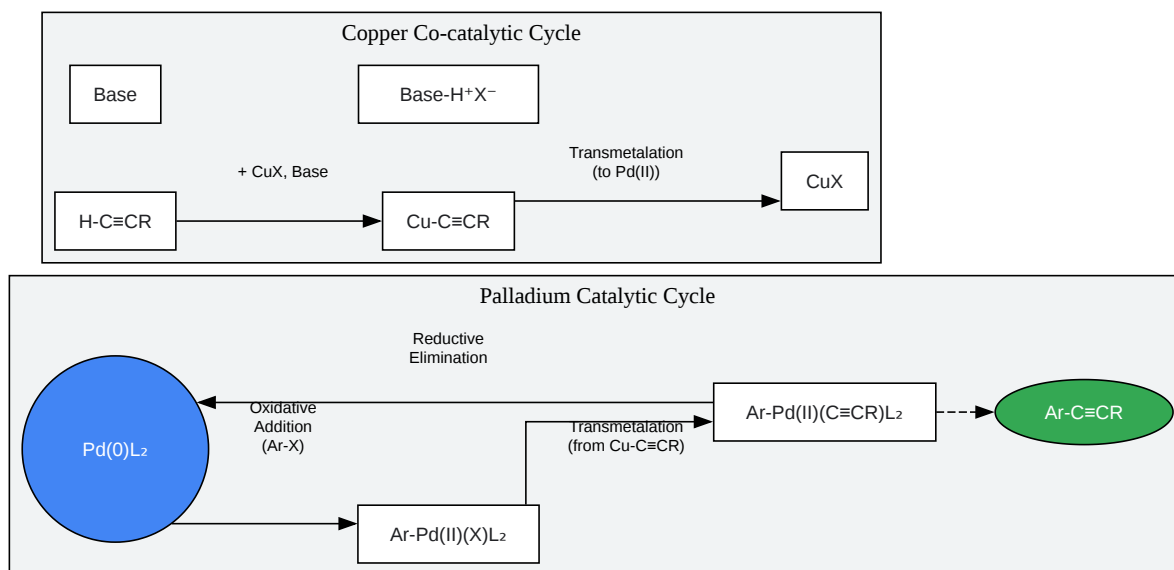 Copper Co-catalytic Cycle
Base
Base-H⁺X⁻
+ CuX, Base
Transmetalation
(to Pd(II))
CuX
H-C≡CR
Cu-C≡CR
Palladium Catalytic Cycle
Reductive
Elimination
Oxidative
Addition
(Ar-X)
Pd(0)L₂
Transmetalation
(from Cu-C≡CR)
Ar-Pd(II)(C≡CR)L₂
Ar-C≡CR
Ar-Pd(II)(X)L₂